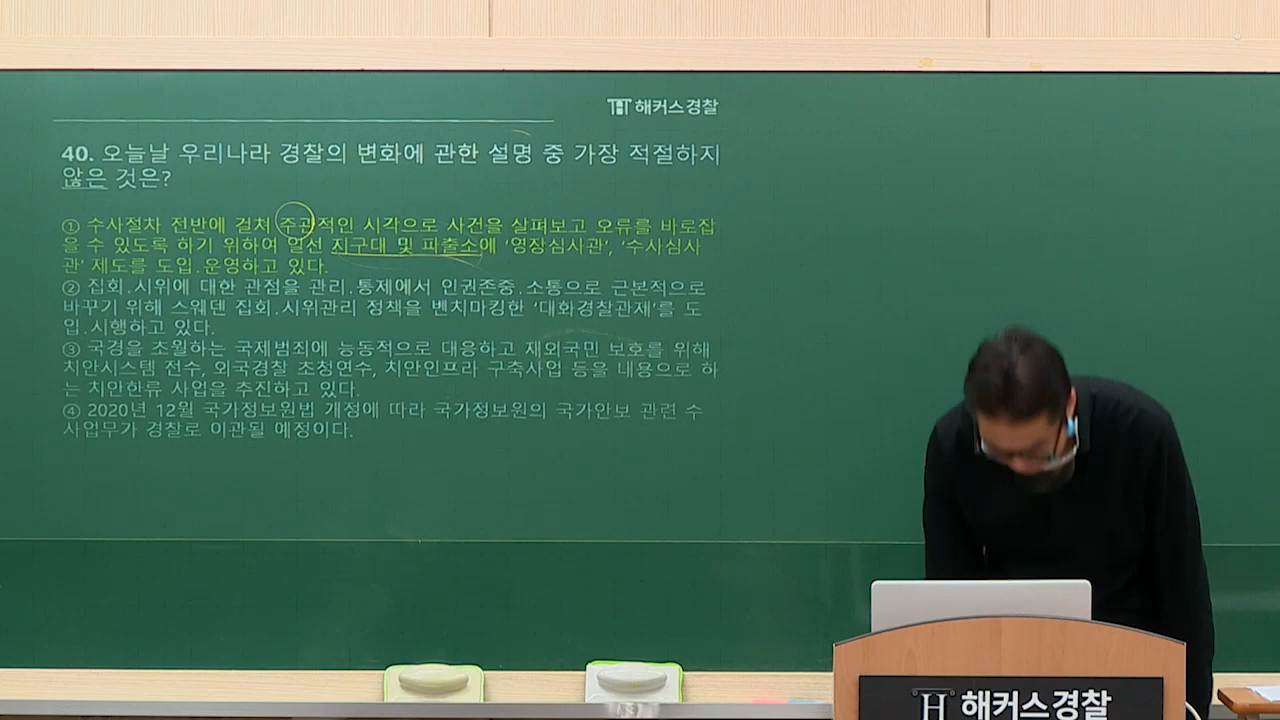 해커스경찰
40. 오늘날 우리나라 경찰의 변화에 관한 설명 중 가장 적절하지
않은 것은?
① 수사절차 전반에 걸쳐 주관적인 시각으로 사건을 살펴보고 오류를 바로잡
을 수 있도록 하기 위하여 일선 지구대 및 파출소에 ‘영장심사관’, ‘수사심사
관’ 제도를 도입․운영하고 있다.
② 집회․시위에 대한 관점을 관리․통제에서 인권존중․소통으로 근본적으로
바꾸기 위해 스웨덴 집회․시위관리 정책을 벤치마킹한 ‘대화경찰관제’를 도
입․시행하고 있다.
③ 국경을 초월하는 국제범죄에 능동적으로 대응하고 재외국민 보호를 위해
치안시스템 전수, 외국경찰 초청연수, 치안인프라 구축사업 등을 내용으로 하
는 치안한류 사업을 추진하고 있다.
④ 2020년 12월 국가정보원법 개정에 따라 국가정보원의 국가안보 관련 수
사업무가 경찰로 이관될 예정이다.
해커스경찰